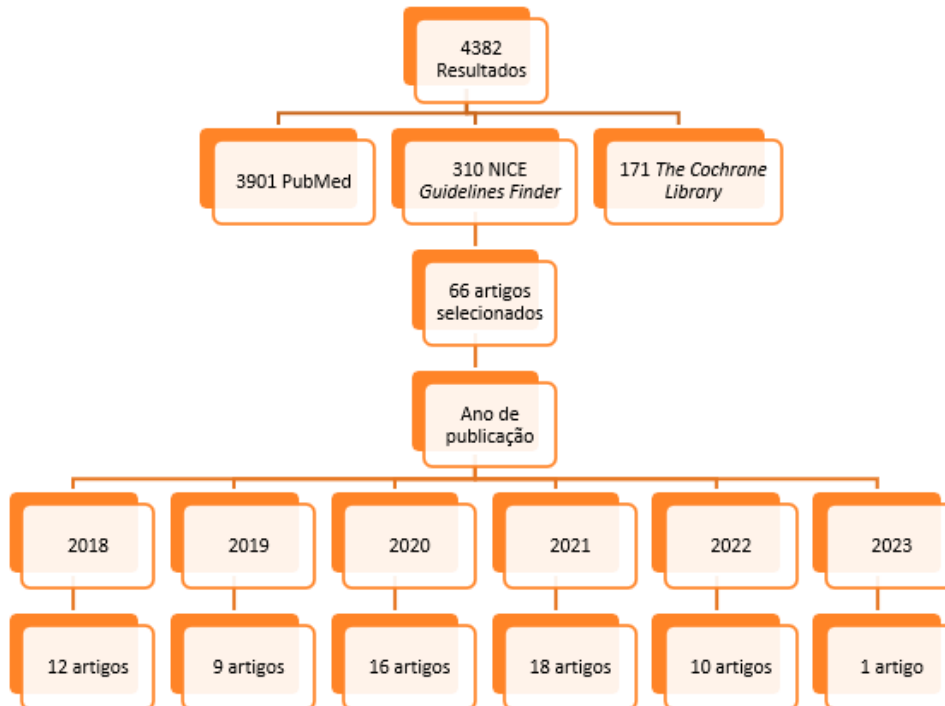 4382
Resultados
3901 PubMed
310 NICE
Guidelines Finder
171 The Cochrane
Library
66 artigos
selecionados
Ano de
publicação
2018
2019
2020
2021
2022
2023
12 artigos
9 artigos
16 artigos
18 artigos
10 artigos
1 artigo